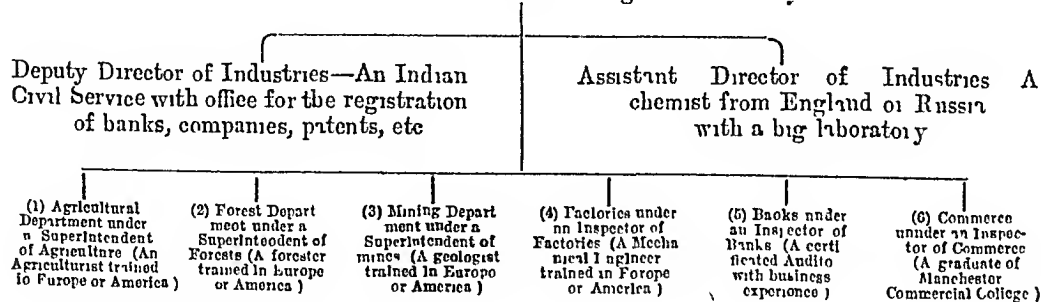 Deputy Director of Industries—An Indian
Civil Service with office for the registration
of banks, companies, patents, etc
Assistant Director of Industries A
chemist from England or Russia
with a big laboratory
(1) Agricultural
Department under
a Superintendent
of Agriculture (An
Agriculturist trained
in Europe or America)
(2) Forest Depart
ment under a
Superintendent of
Forests (A forester
trained in Europe
or America)
(3) Mining Depart
ment under a
Superintendent of
mines (A geologist
trained in Europe
or America)
(4) Factories under
an Inspector of
Factories (A Mecha
nical Engineer
trained in Europe
or America)
(5) Banks under
an Inspector of
Banks (A certi
ficated Audito
with business
experience)
(6) Commerce
under an Inspec-
tor of Commerce
(A graduate of
Manchester
Commercial College)